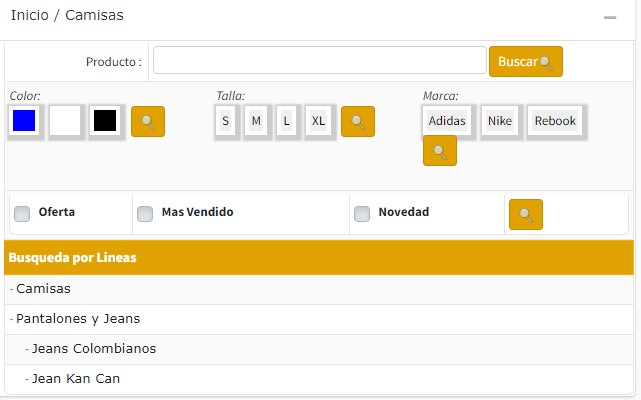 Inicio / Camisas
Producto :
Buscar
Color:
Talla:
Marca:
S
M
L
XL
Adidas
Nike
Rebook
Oferta
Mas Vendido
Novedad
Busqueda por Lineas
- Camisas
- Pantalones y Jeans
- Jeans Colombianos
- Jean Kan Can